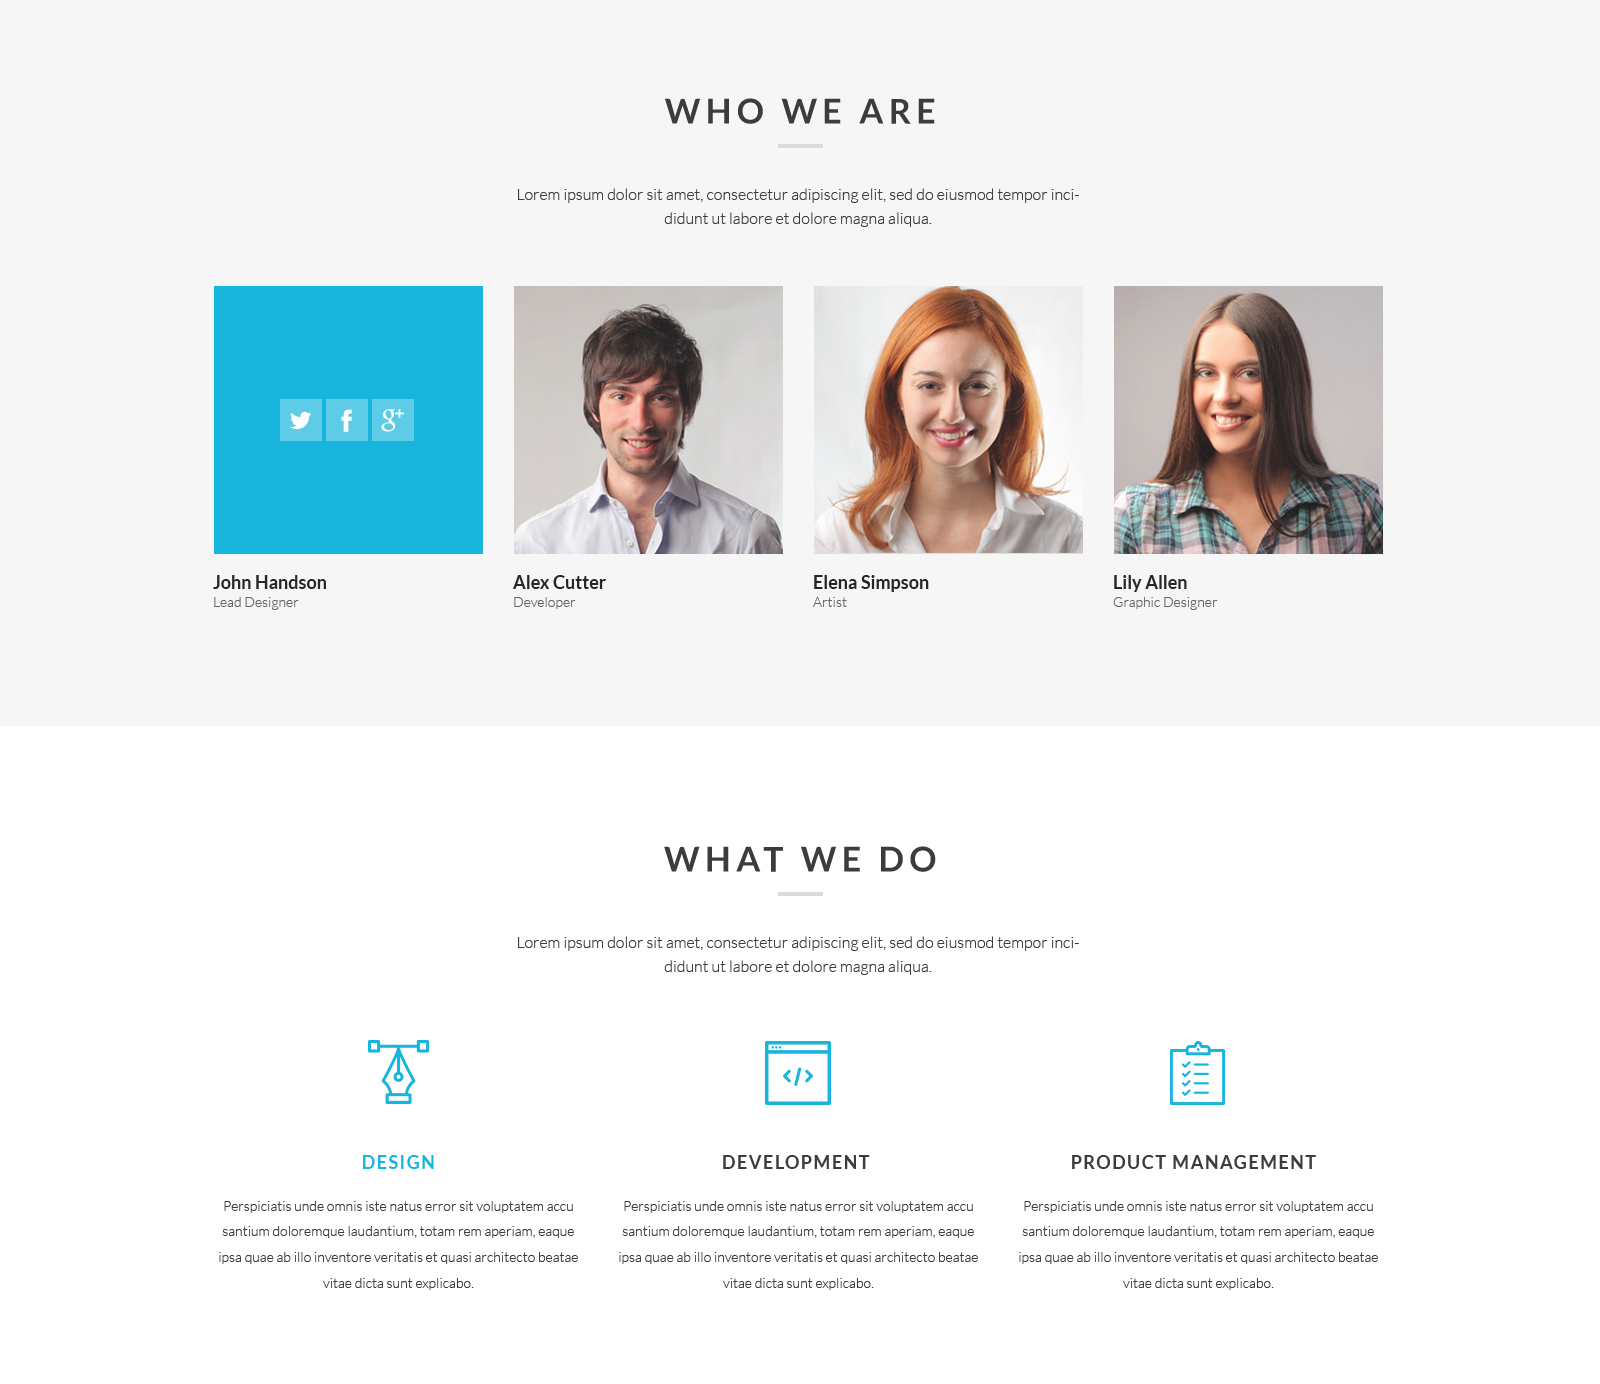 WHO WE ARE
Lorem ipsum dolor sit amet, consectetur adipiscing elit, sed do eiusmod tempor inci-
didunt ut labore et dolore magna aliqua.
John Handson
Lead Designer
Alex Cutter
Developer
Elena Simpson
Artist
Lily Allen
Graphic Designer
WHAT WE DO
Lorem ipsum dolor sit amet, consectetur adipiscing elit, sed do eiusmod tempor inci-
didunt ut labore et dolore magna aliqua.
DESIGN
Perspiciatis unde omnis iste natus error sit voluptatem accu
santium doloremque laudantium, totam rem aperiam, eaque
ipsa quae ab illo inventore veritatis et quasi architecto beatae
vitae dicta sunt explicabo.
DEVELOPMENT
Perspiciatis unde omnis iste natus error sit voluptatem accu
santium doloremque laudantium, totam rem aperiam, eaque
ipsa quae ab illo inventore veritatis et quasi architecto beatae
vitae dicta sunt explicabo.
PRODUCT MANAGEMENT
Perspiciatis unde omnis iste natus error sit voluptatem accu
santium doloremque laudantium, totam rem aperiam, eaque
ipsa quae ab illo inventore veritatis et quasi architecto beatae
vitae dicta sunt explicabo.